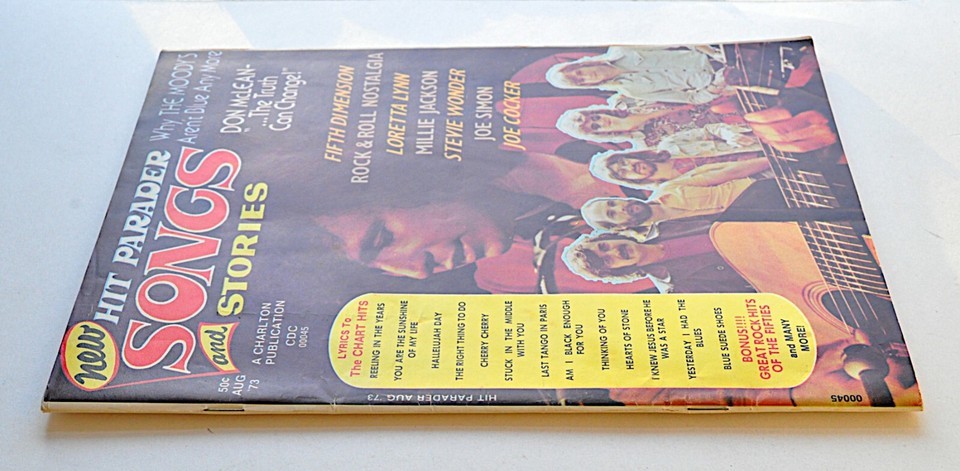 new
HIT PARADER
SONGS
and STORIES
Why THE MOODY'S
Aren't Blue Any More
DON McLEAN-
"...The Truth
Can Change!"
50c
AUG
'73
A CHARLTON
PUBLICATION
CDC
00045
FIFTH DIMENSION
ROCK & ROLL NOSTALGIA
LORETTA LYNN
MILLIE JACKSON
STEVIE WONDER
JOE SIMON
JOE COCKER
LYRICS To
The CHART HITS
REELING IN THE YEARS
YOU ARE THE SUNSHINE
OF MY LIFE
HALLELUJAH DAY
THE RIGHT THING TO DO
CHERRY CHERRY
STUCK IN THE MIDDLE
WITH YOU
LAST TANGO IN PARIS
AM I BLACK ENOUGH
FOR YOU
THINKING OF YOU
HEARTS OF STONE
I KNEW JESUS BEFORE HE
WAS A STAR
YESTERDAY I HAD THE
BLUES
BLUE SUEDE SHOES
BONUS!!!!
GREAT ROCK HITS
OF THE FIFTIES
and MANY
MORE!
HIT PARADER AUG '73
00045